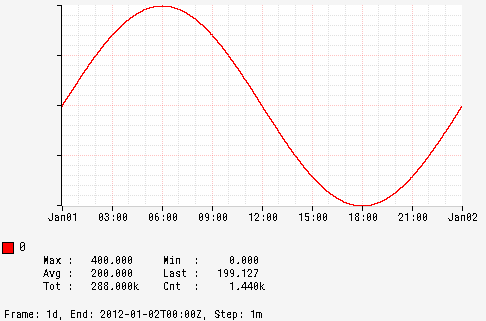 Jan01 03:00 06:00 09:00 12:00 15:00 18:00 21:00 Jan02
0
Max : 400.000 Min : 0.000
Avg : 200.000 Last : 199.127
Tot : 288.000k Cnt : 1.440k
Frame: 1d, End: 2012-01-02T00:00Z, Step: 1m